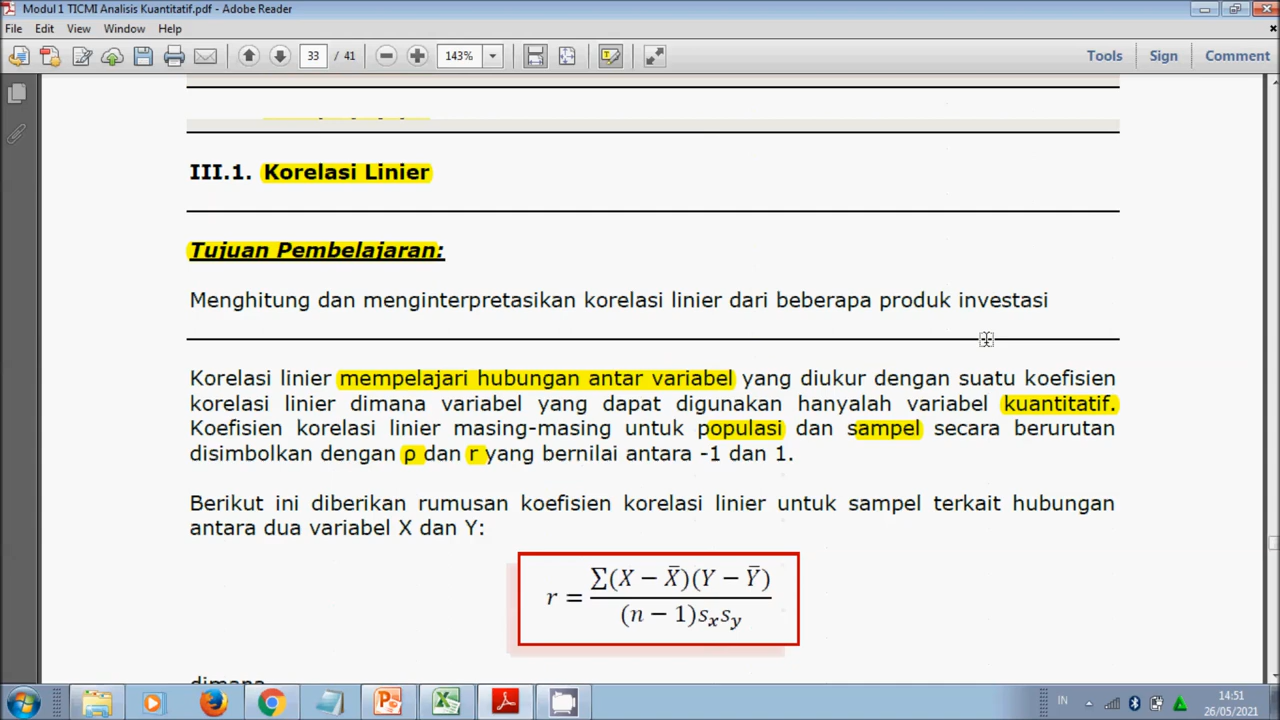 Modul 1 TICMI Analisis Kuantitatif.pdf - Adobe Reader
File Edit View Window Help
33 / 41 143% Tools Sign Comment
III.1. Korelasi Linier
Tujuan Pembelajaran:
Menghitung dan menginterpretasikan korelasi linier dari beberapa produk investasi
Korelasi linier mempelajari hubungan antar variabel yang diukur dengan suatu koefisien
korelasi linier dimana variabel yang dapat digunakan hanyalah variabel kuantitatif.
Koefisien korelasi linier masing-masing untuk populasi dan sampel secara berurutan
disimbolkan dengan ρ dan r yang bernilai antara -1 dan 1.
Berikut ini diberikan rumusan koefisien korelasi linier untuk sampel terkait hubungan
antara dua variabel X dan Y:
r = ∑(X − X̄)(Y − Ȳ) / (n − 1)sₓsᵧ
dimana
IN 14:51
26/05/2021